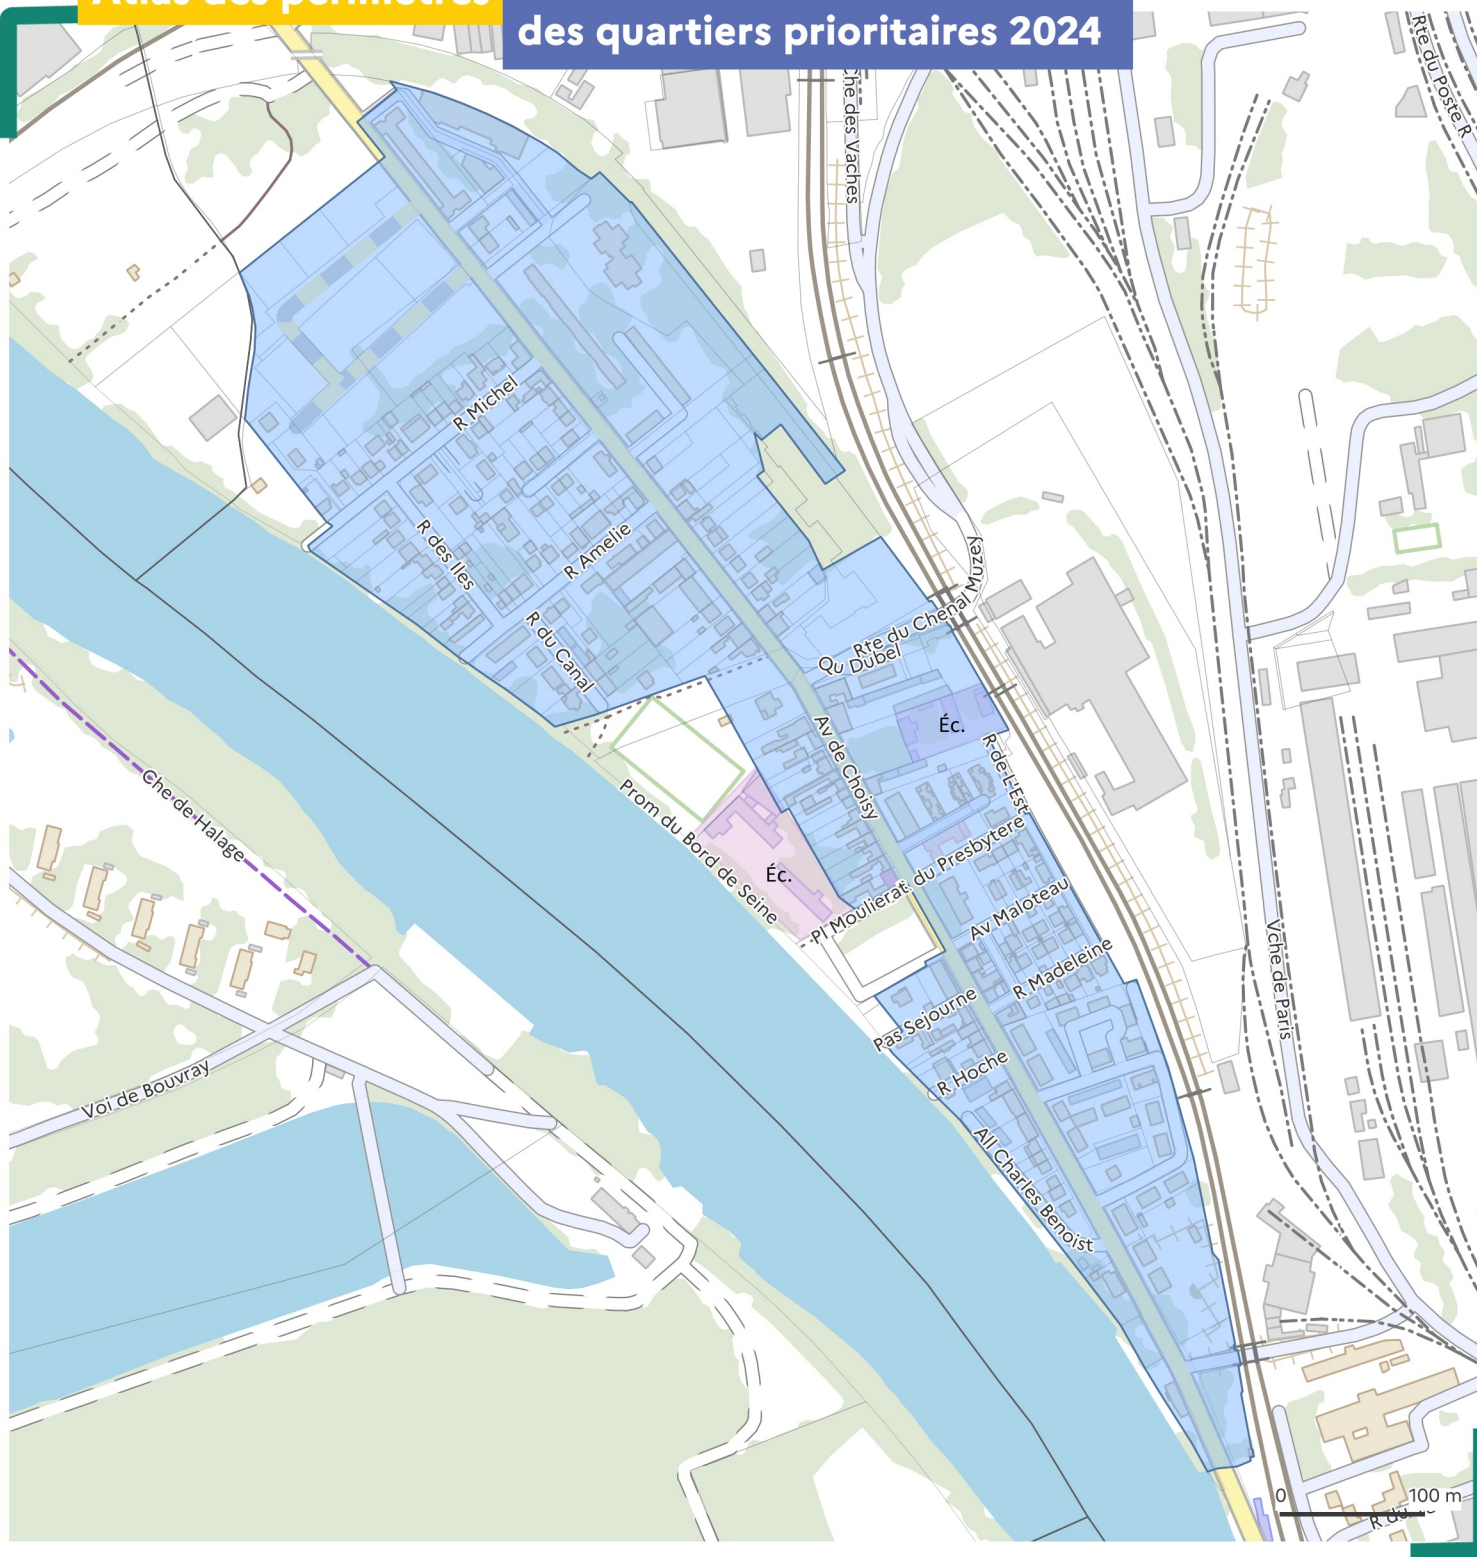 Atlas des périmètres
des quartiers prioritaires 2024
Rte du Poste R
Che des Vaches
R Michel
R des Iles
R Amelie
R du Canal
Rte du Chenal Muzey
Qu Dubel
Éc.
Av de Choisy
R de L'Est
Prom du Bord de Seine
Éc.
Pl Moulierat
du Presbytere
Av Maloteau
R Madeleine
Pas Sejourne
R Hoche
All Charles Benoist
Vche de Paris
Che de Halage
Voi de Bouvray
0
100 m
R du